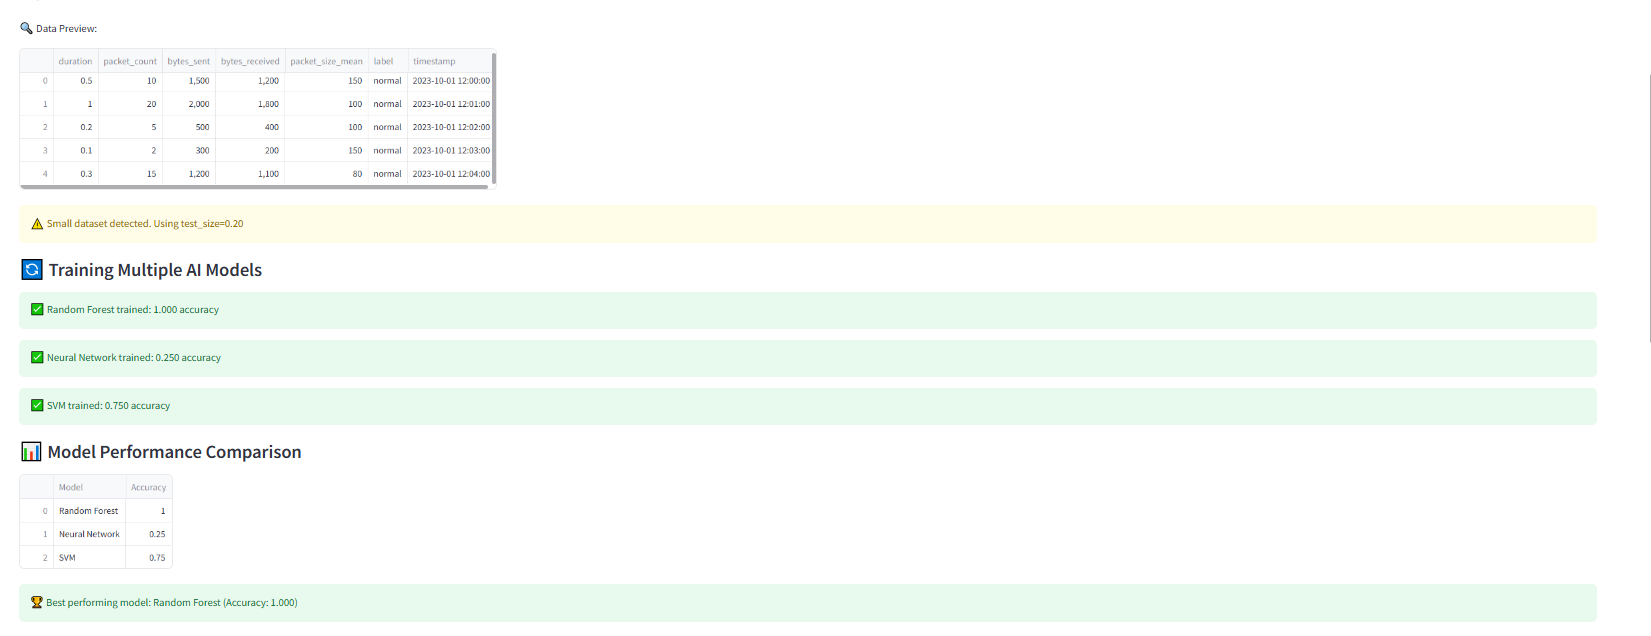 Data Preview:
duration packet_count bytes_sent bytes_received packet_size_mean label timestamp
0 0.5 10 1,500 1,200 150 normal 2023-10-01 12:00:00
1 1 20 2,000 1,800 100 normal 2023-10-01 12:01:00
2 0.2 5 500 400 100 normal 2023-10-01 12:02:00
3 0.1 2 300 200 150 normal 2023-10-01 12:03:00
4 0.3 15 1,200 1,100 80 normal 2023-10-01 12:04:00
Small dataset detected. Using test_size=0.20
Training Multiple AI Models
Random Forest trained: 1.000 accuracy
Neural Network trained: 0.250 accuracy
SVM trained: 0.750 accuracy
Model Performance Comparison
Model Accuracy
0 Random Forest 1
1 Neural Network 0.25
2 SVM 0.75
Best performing model: Random Forest (Accuracy: 1.000)